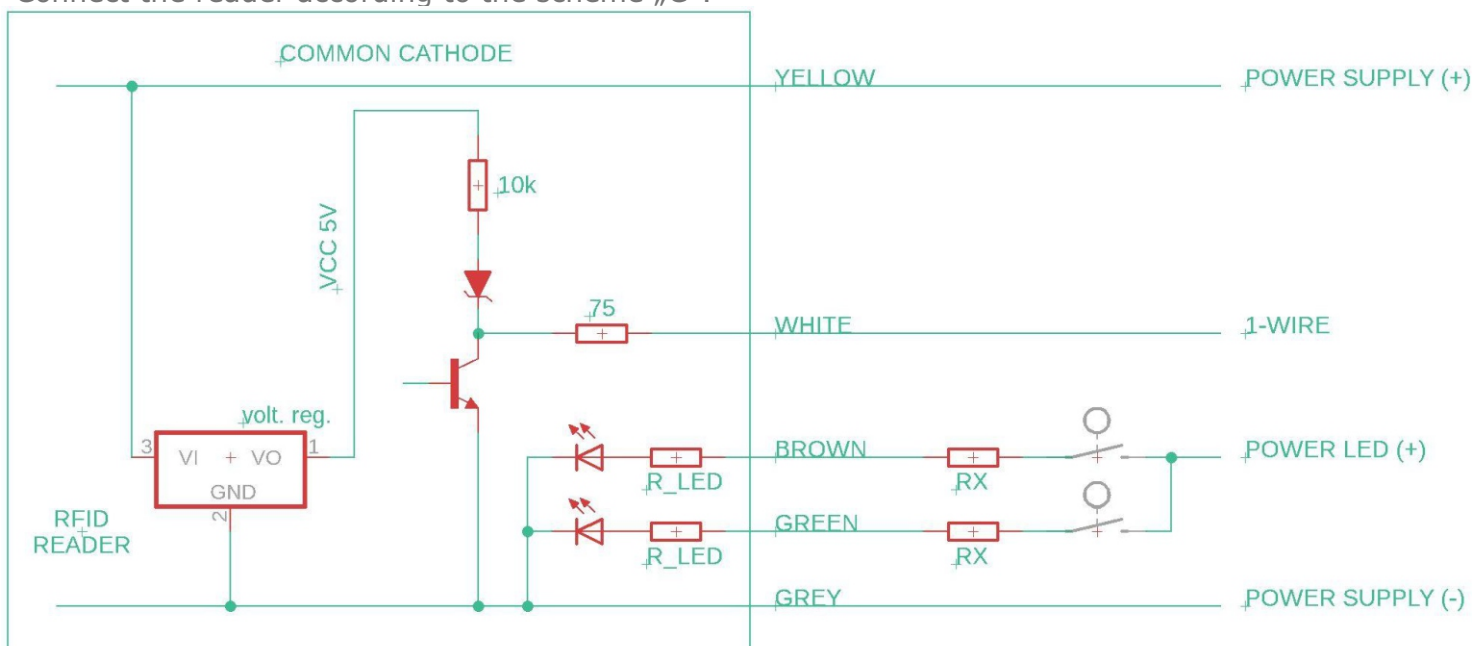 Connect the reader according to the scheme „C”.
COMMON CATHODE
YELLOW
POWER SUPPLY (+)
10k
VCC 5V
75
WHITE
1-WIRE
volt. reg.
3
VI
VO
1
GND
2
BROWN
POWER LED (+)
R_LED
RX
GREEN
R_LED
RX
RFID
READER
GREY
POWER SUPPLY (-)